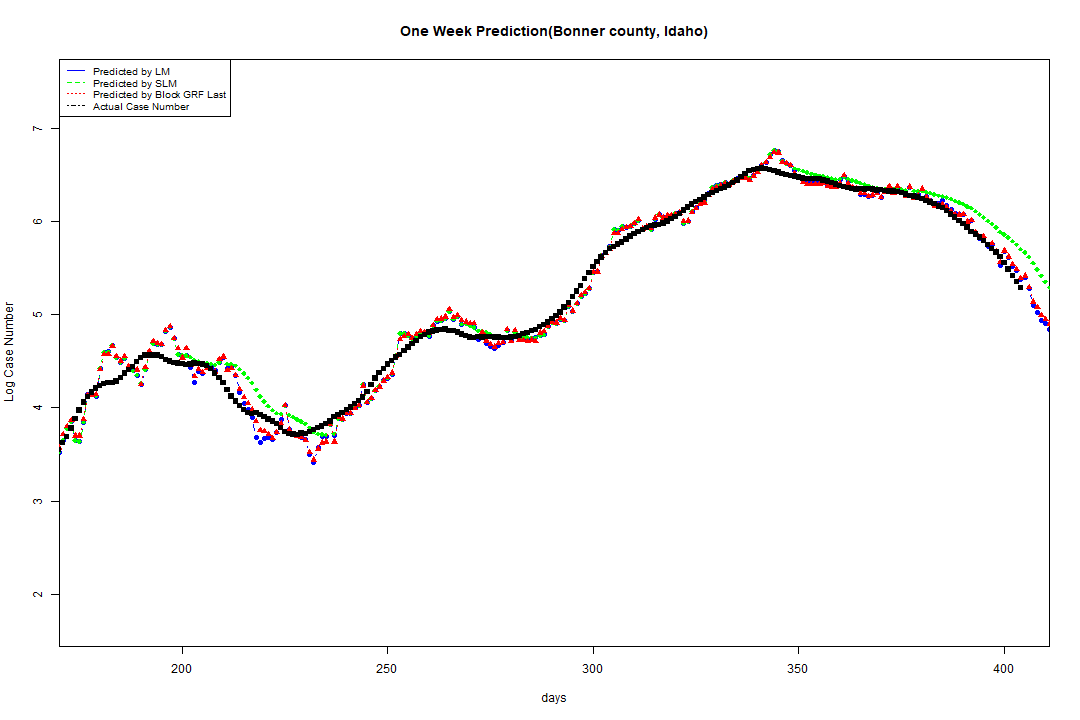 One Week Prediction(Bonner county, Idaho)
Predicted by LM
Predicted by SLM
Predicted by Block GRF Last
Actual Case Number
Log Case Number
7
6
5
4
3
2
200 250 300 350 400
days